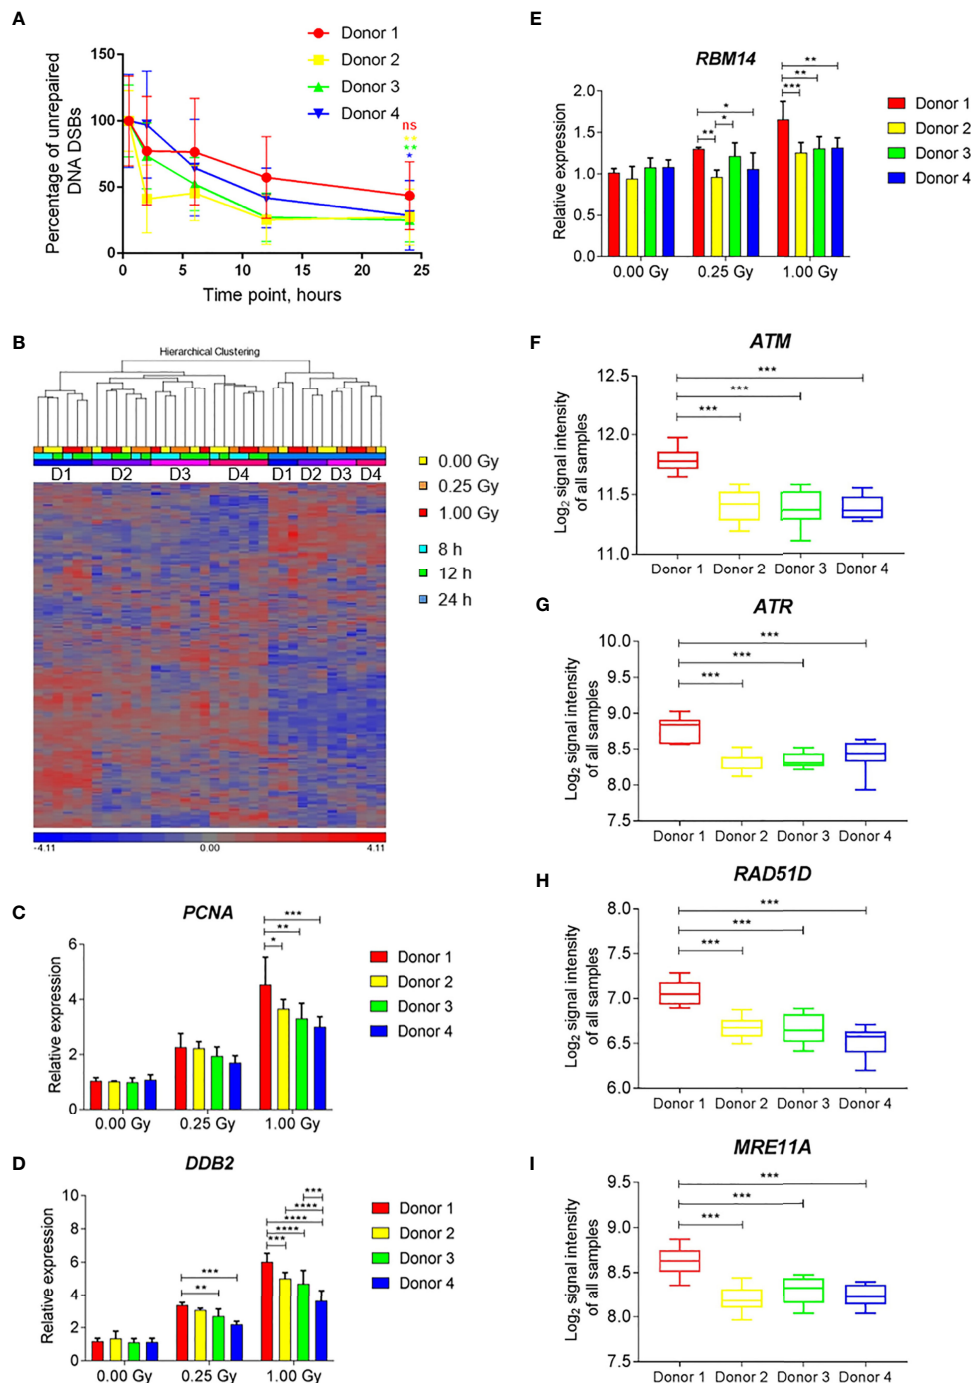 A
Donor 1
Donor 2
Donor 3
Donor 4
150
100
50
0
Percentage of unrepaired
DNA DSBs
ns
**
**
*
0 5 10 15 20 25
Time point, hours
B
Hierarchical Clustering
D1 D2 D3 D4 D1 D2 D3 D4
0.00 Gy
0.25 Gy
1.00 Gy
8 h
12 h
24 h
-4.11 0.00 4.11
C
PCNA
Relative expression
6
4
2
0
***
**
*
0.00 Gy 0.25 Gy 1.00 Gy
Donor 1
Donor 2
Donor 3
Donor 4
D
DDB2
Relative expression
10
8
6
4
2
0
***
**
***
****
****
****
***
0.00 Gy 0.25 Gy 1.00 Gy
Donor 1
Donor 2
Donor 3
Donor 4
E
RBM14
Relative expression
2.0
1.5
1.0
0.5
0.0
*
*
**
**
**
***
0.00 Gy 0.25 Gy 1.00 Gy
Donor 1
Donor 2
Donor 3
Donor 4
F
ATM
Log2 signal intensity
of all samples
12.5
12.0
11.5
11.0
***
***
***
Donor 1 Donor 2 Donor 3 Donor 4
G
ATR
Log2 signal intensity
of all samples
10.0
9.5
9.0
8.5
8.0
7.5
***
***
***
Donor 1 Donor 2 Donor 3 Donor 4
H
RAD51D
Log2 signal intensity
of all samples
8.0
7.5
7.0
6.5
6.0
***
***
***
Donor 1 Donor 2 Donor 3 Donor 4
I
MRE11A
Log2 signal intensity
of all samples
9.5
9.0
8.5
8.0
7.5
***
***
***
Donor 1 Donor 2 Donor 3 Donor 4